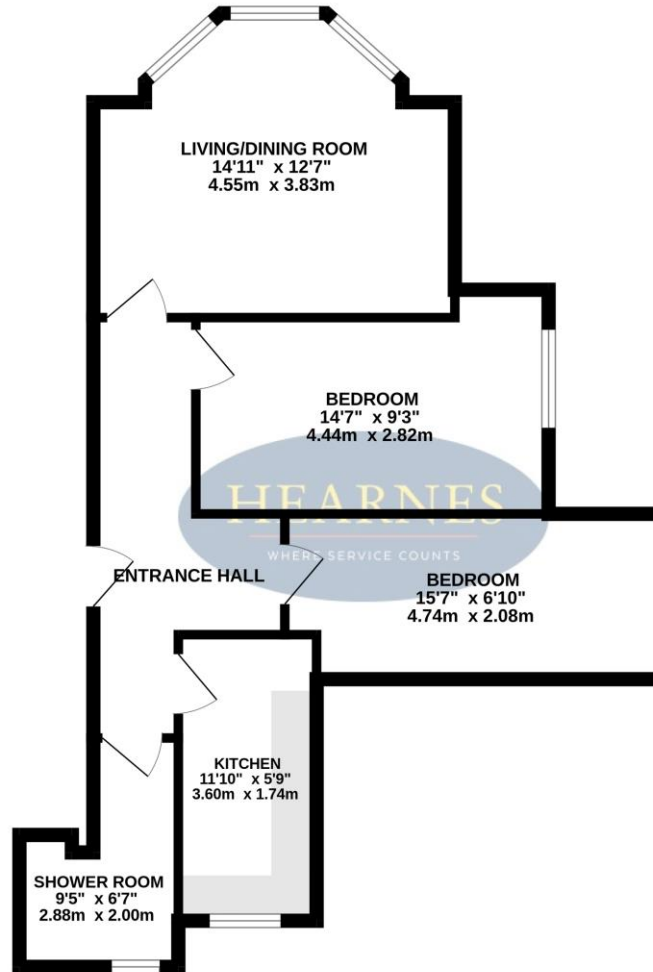 LIVING/DINING ROOM
14'11" x 12'7"
4.55m x 3.83m
BEDROOM
14'7" x 9'3"
4.44m x 2.82m
HEARNES
WHERE SERVICE COUNTS
ENTRANCE HALL
BEDROOM
15'7" x 6'10"
4.74m x 2.08m
KITCHEN
11'10" x 5'9"
3.60m x 1.74m
SHOWER ROOM
9'5" x 6'7"
2.88m x 2.00m